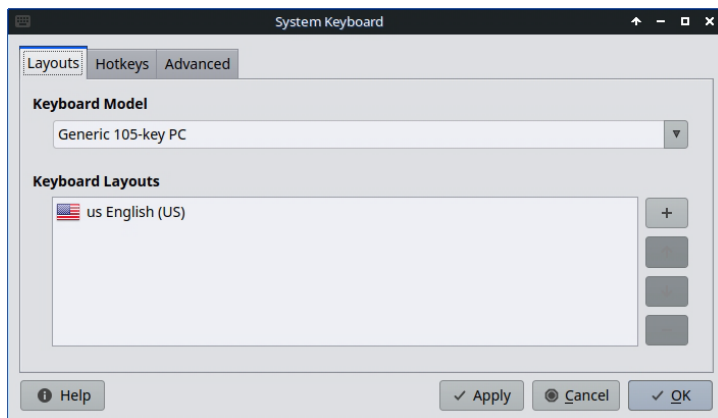 System Keyboard
Layouts Hotkeys Advanced
Keyboard Model
Generic 105-key PC
Keyboard Layouts
us English (US)
Help Apply Cancel OK